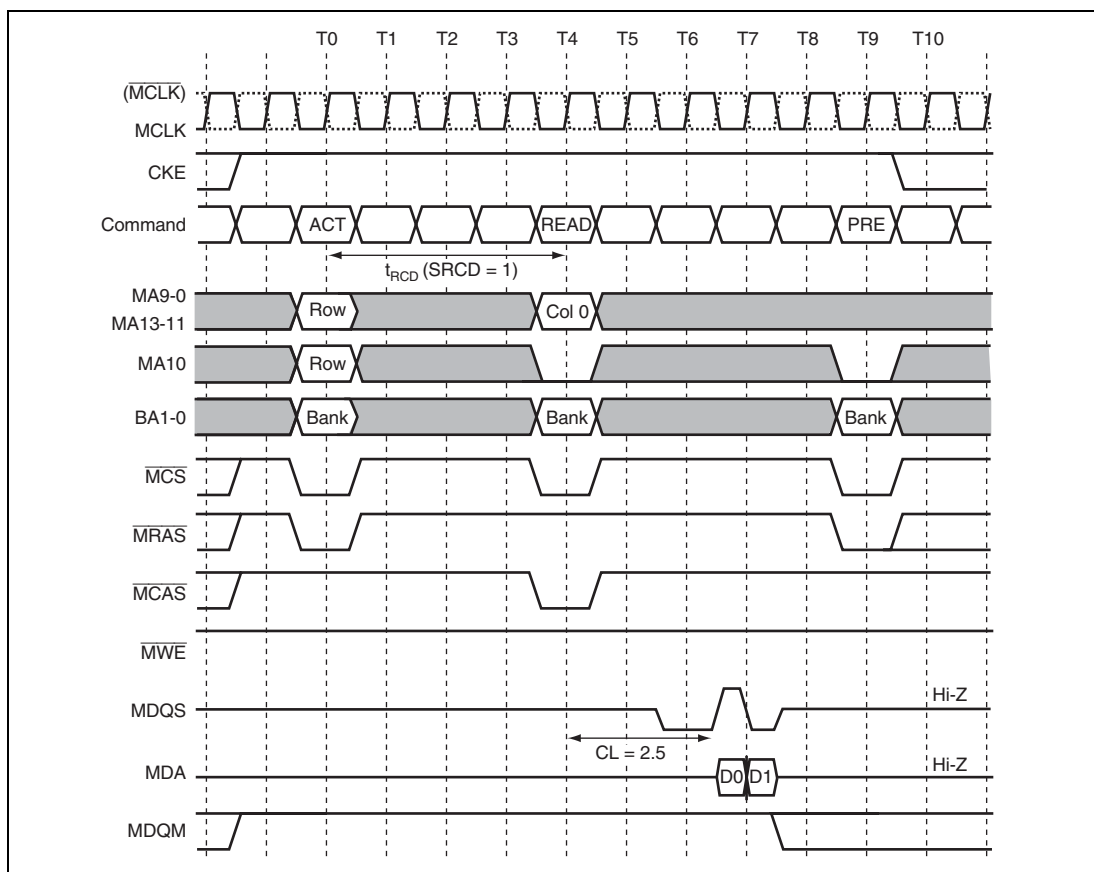 T0 T1 T2 T3 T4 T5 T6 T7 T8 T9 T10
(MCLK)
MCLK
CKE
Command ACT READ PRE
tRCD (SRCD = 1)
MA9-0
MA13-11 Row Col 0
MA10 Row
BA1-0 Bank Bank Bank
MCS
MRAS
MCAS
MWE
MDQS Hi-Z
CL = 2.5
MDA D0 D1 Hi-Z
MDQM